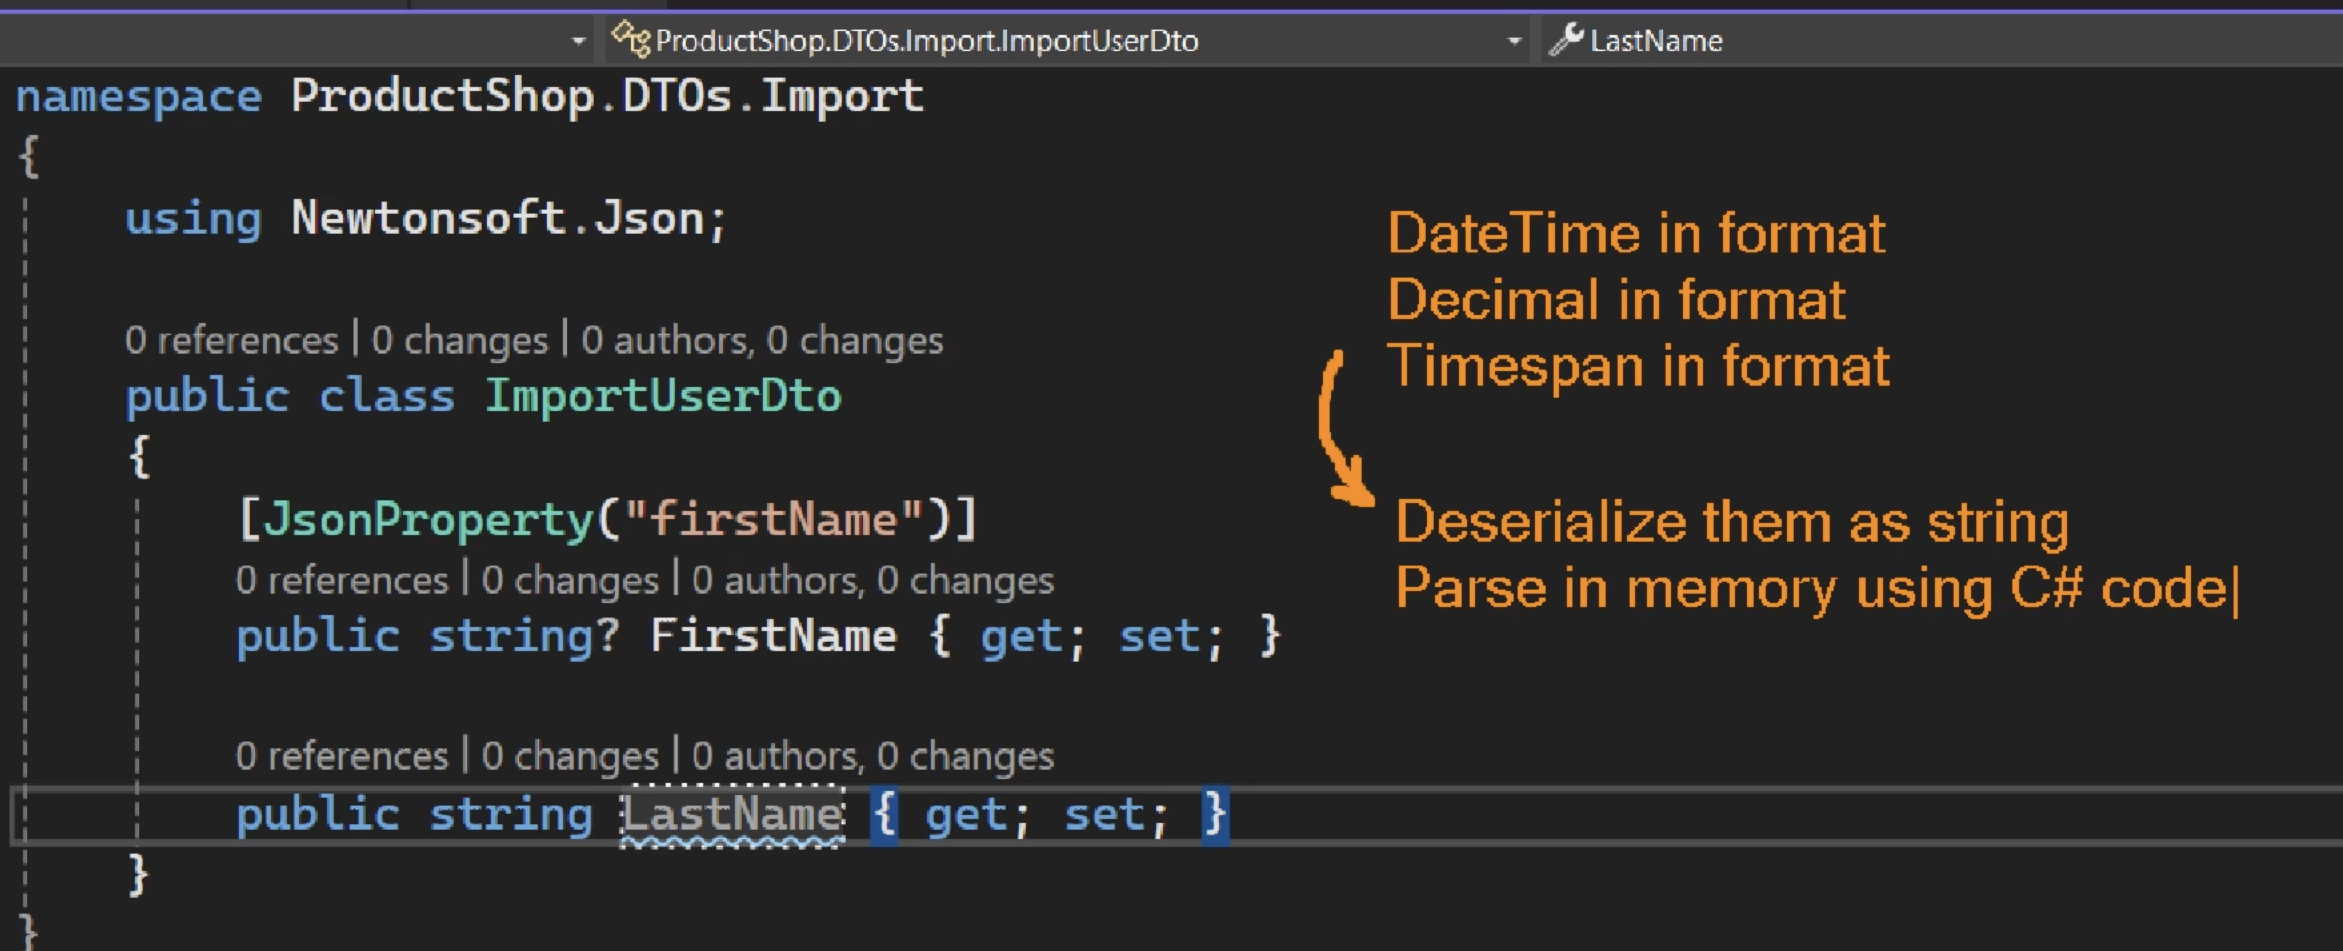 ProductShop.DTOs.Import.ImportUserDto
LastName
namespace ProductShop.DTOs.Import
{
using Newtonsoft.Json;
0 references | 0 changes | 0 authors, 0 changes
public class ImportUserDto
{
[JsonProperty("firstName")]
0 references | 0 changes | 0 authors, 0 changes
public string? FirstName { get; set; }
0 references | 0 changes | 0 authors, 0 changes
public string LastName { get; set; }
}
}
DateTime in format
Decimal in format
Timespan in format
Deserialize them as string
Parse in memory using C# code